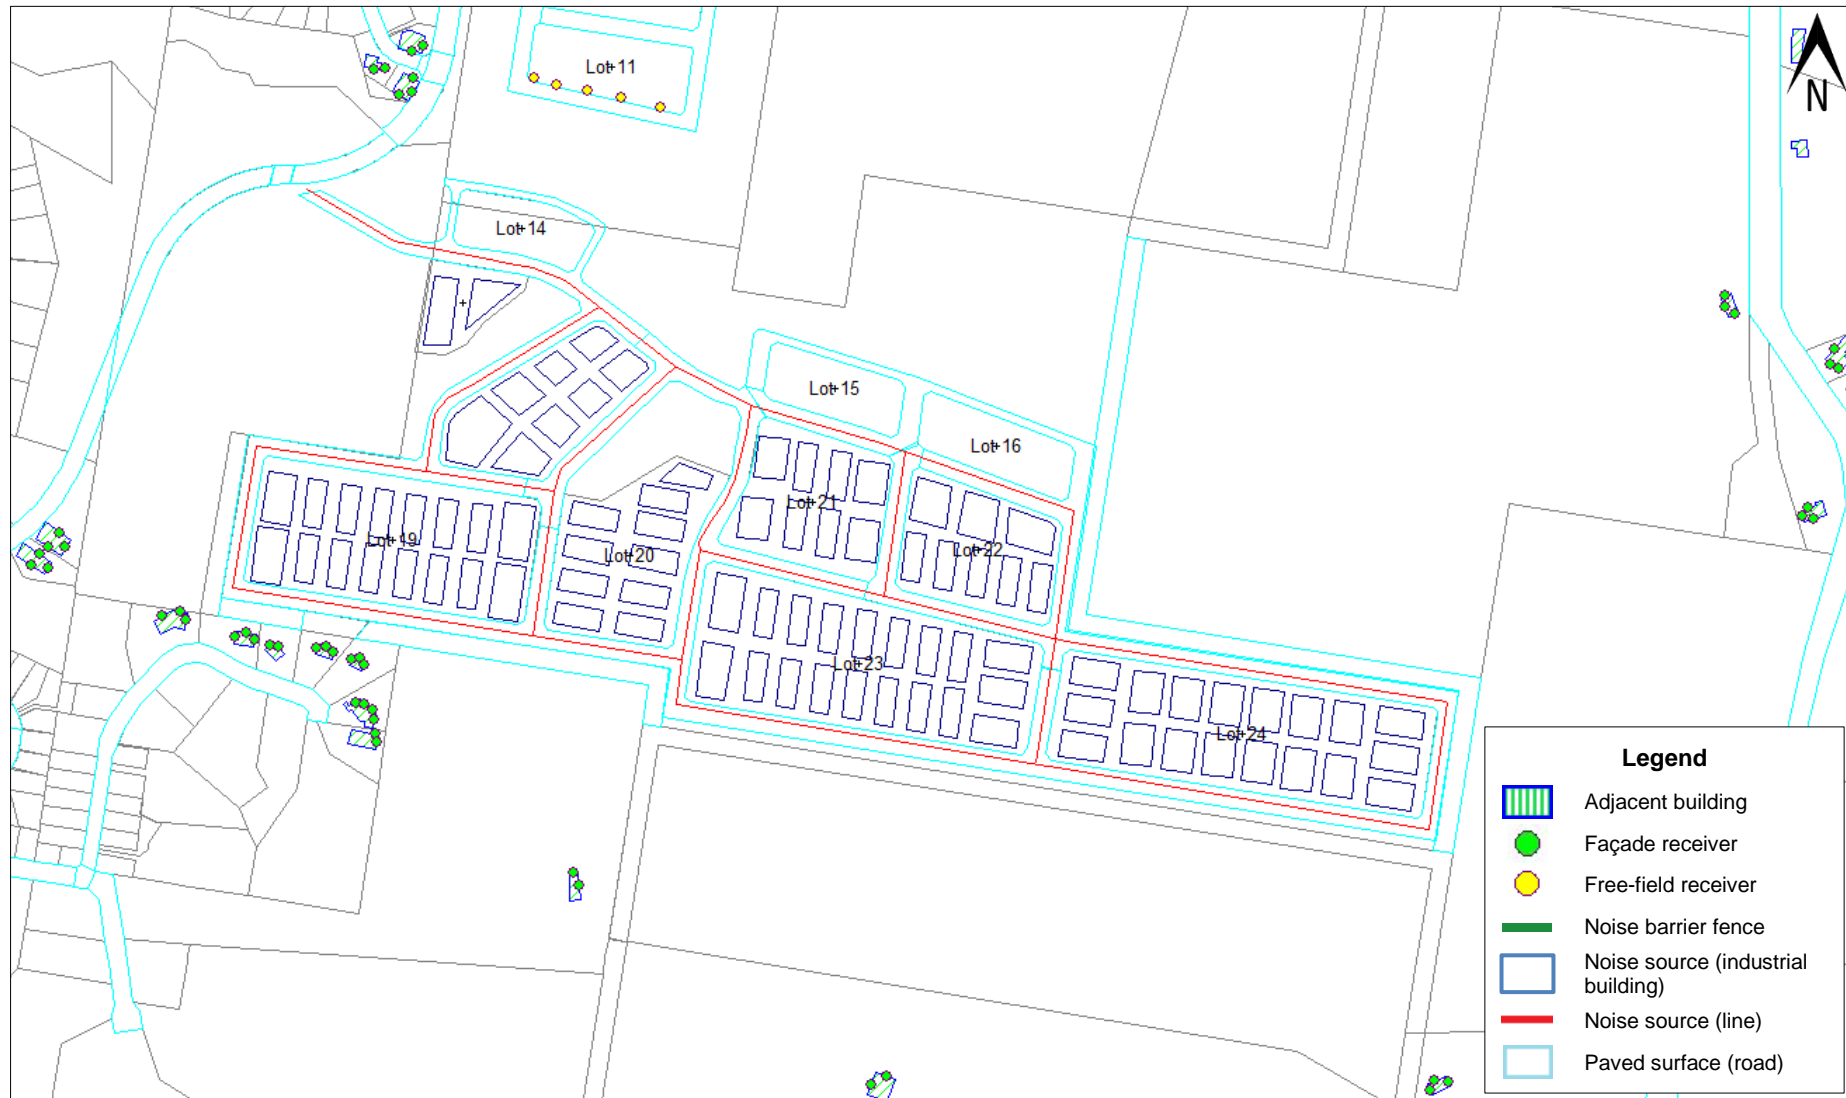 Lot 11
N
Lot 14
Lot 15
Lot 16
Lot 21
Lot 19
Lot 20
Lot 22
Lot 23
Lot 24
Legend
Adjacent building
Façade receiver
Free-field receiver
Noise barrier fence
Noise source (industrial
building)
Noise source (line)
Paved surface (road)